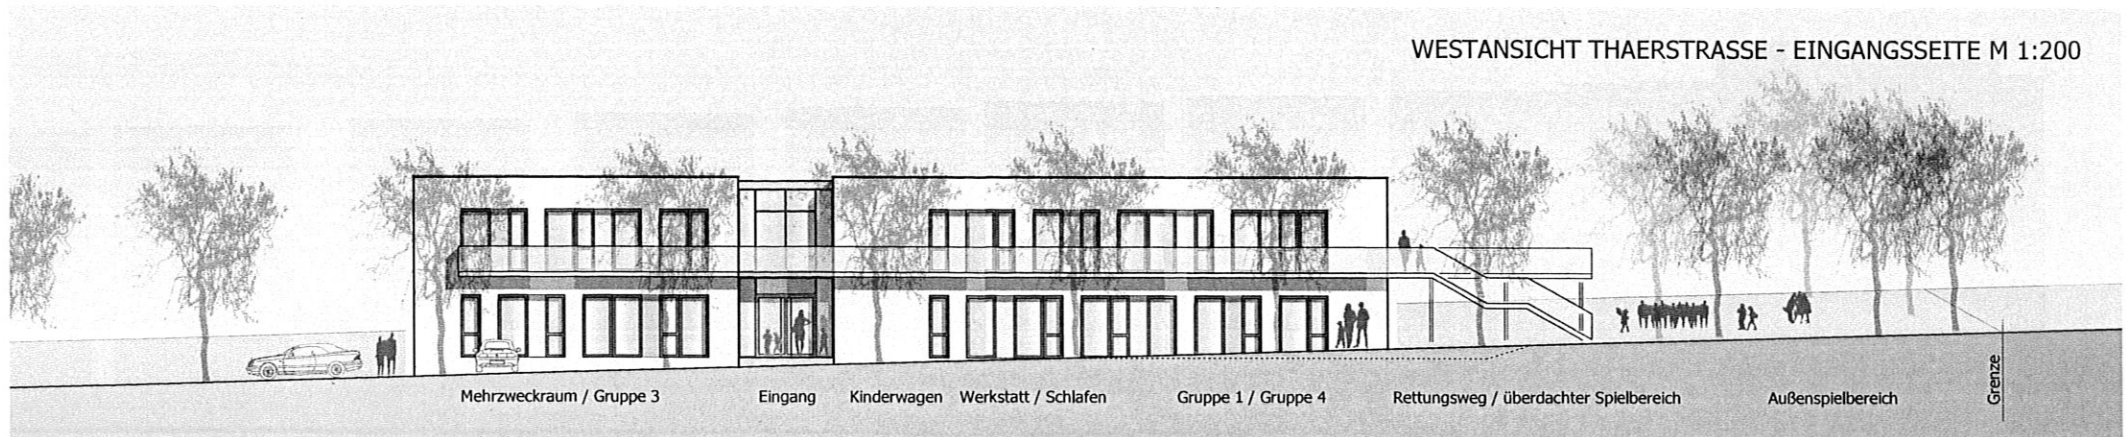 WESTANSICHT THAERSTRASSE - EINGANGSSEITE M 1:200
Mehrzweckraum / Gruppe 3
Eingang
Kinderwagen
Werkstatt / Schlafen
Gruppe 1 / Gruppe 4
Rettungsweg / überdachter Spielbereich
Außenspielbereich
Grenze